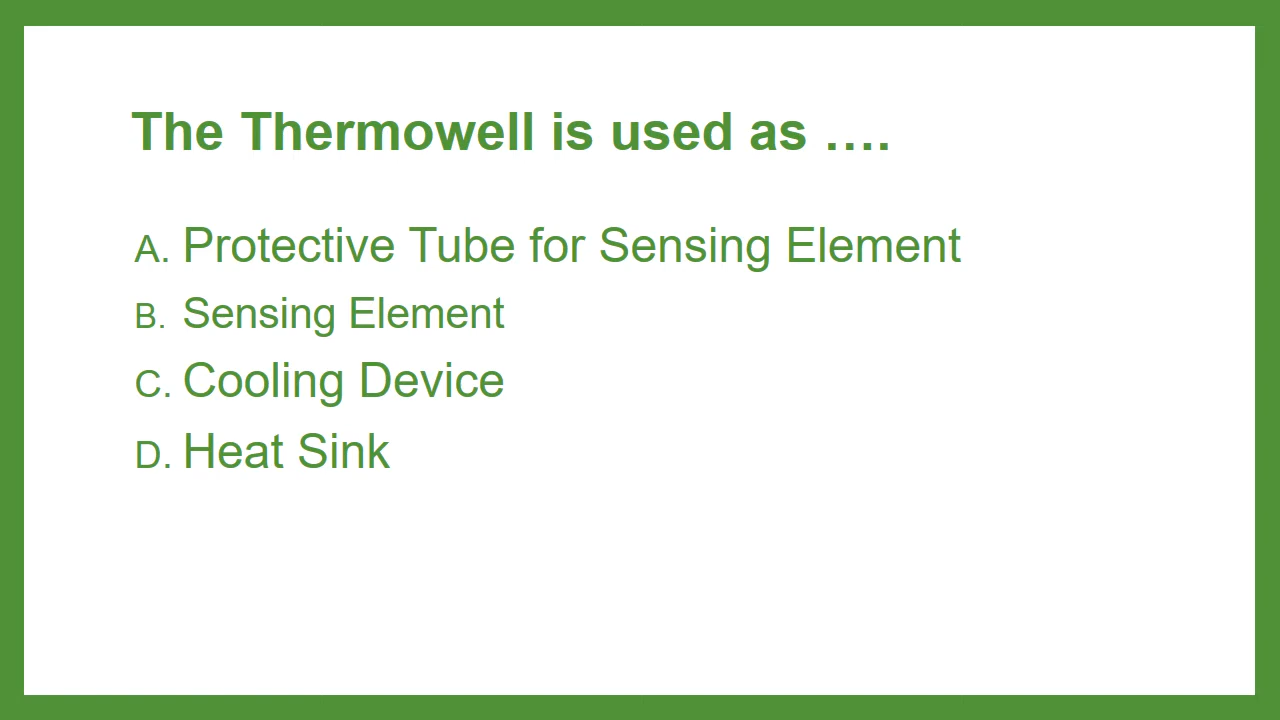 The Thermowell is used as ....
A. Protective Tube for Sensing Element
B. Sensing Element
C. Cooling Device
D. Heat Sink